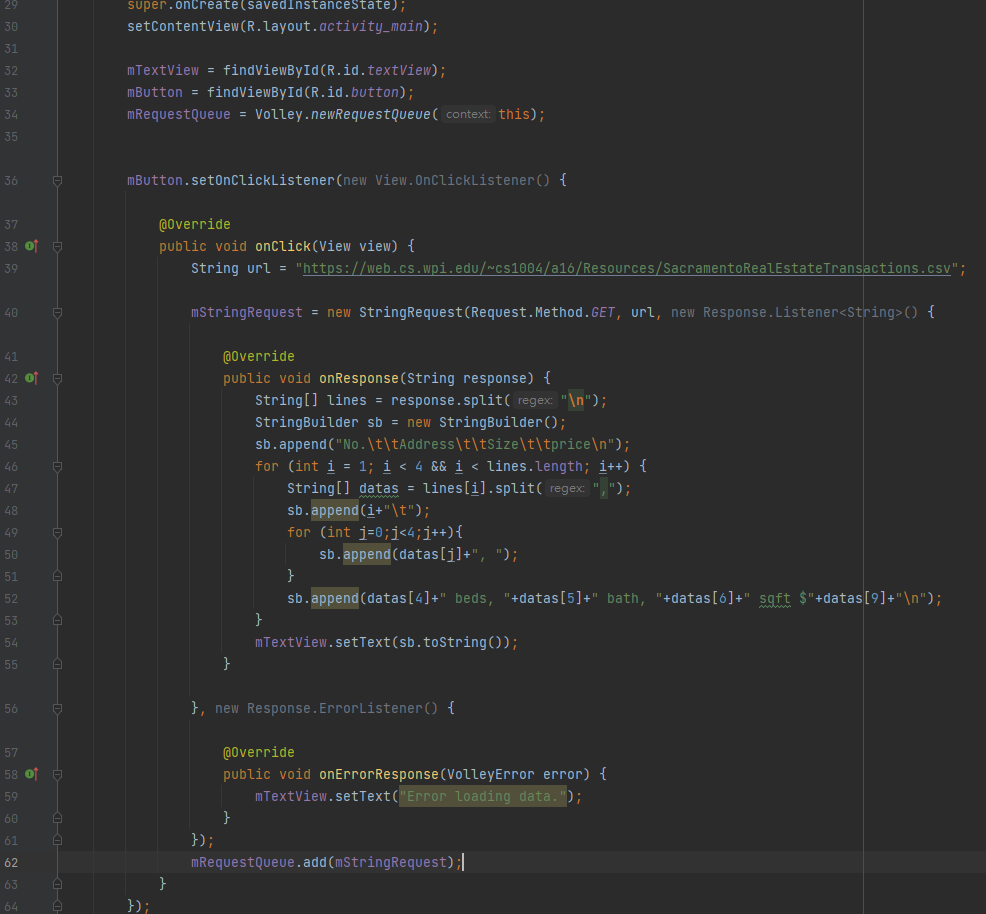 29 super.onCreate(savedInstanceState);
30 setContentView(R.layout.activity_main);
31
32 mTextView = findViewById(R.id.textView);
33 mButton = findViewById(R.id.button);
34 mRequestQueue = Volley.newRequestQueue( context: this);
35
36 mButton.setOnClickListener(new View.OnClickListener() {
37 @Override
38 public void onClick(View view) {
39 String url = "https://web.cs.wpi.edu/~cs1004/a16/Resources/SacramentoRealEstateTransactions.csv";
40 mStringRequest = new StringRequest(Request.Method.GET, url, new Response.Listener<String>() {
41 @Override
42 public void onResponse(String response) {
43 String[] lines = response.split( regex: "\n");
44 StringBuilder sb = new StringBuilder();
45 sb.append("No.\t\tAddress\t\tSize\t\tprice\n");
46 for (int i = 1; i < 4 && i < lines.length; i++) {
47 String[] datas = lines[i].split( regex: ",");
48 sb.append(i+"\t");
49 for (int j=0;j<4;j++){
50 sb.append(datas[j]+", ");
51 }
52 sb.append(datas[4]+" beds, "+datas[5]+" bath, "+datas[6]+" sqft $"+datas[9]+"\n");
53 }
54 mTextView.setText(sb.toString());
55 }
56 }, new Response.ErrorListener() {
57 @Override
58 public void onErrorResponse(VolleyError error) {
59 mTextView.setText("Error loading data.");
60 }
61 });
62 mRequestQueue.add(mStringRequest);
63 }
64 });